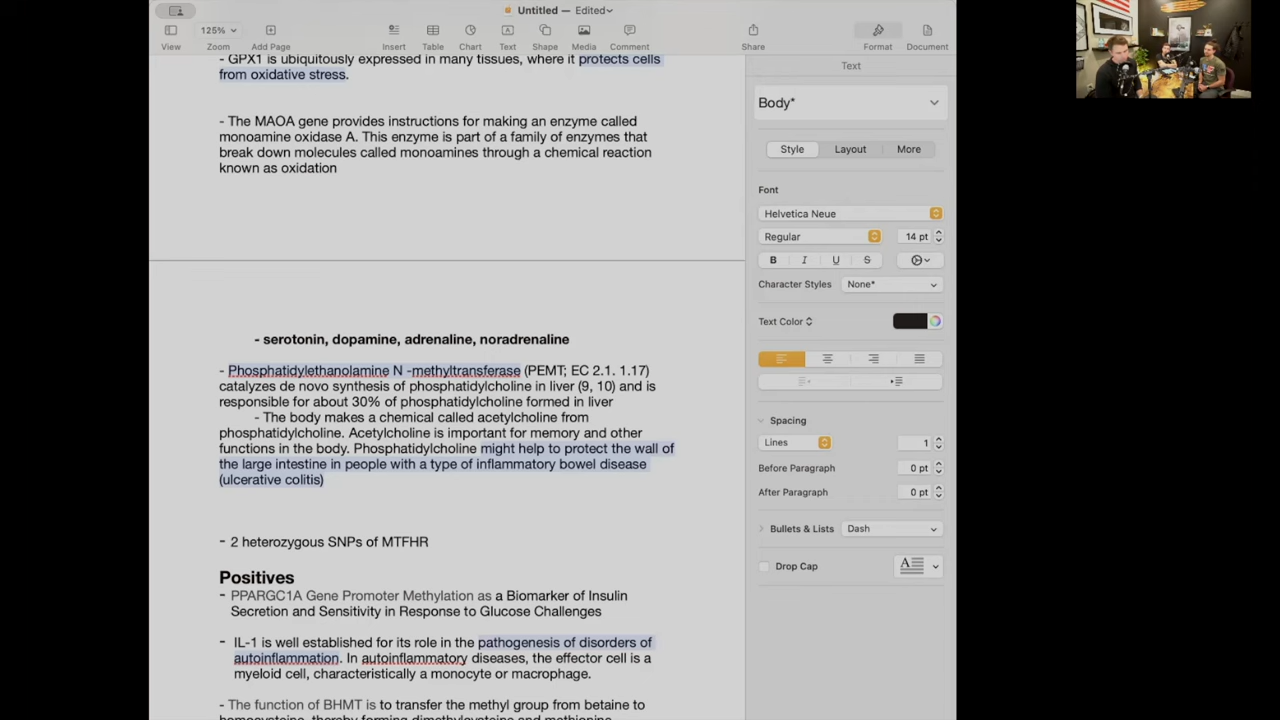 Untitled — Edited
125%
View
Zoom
Add Page
Insert
Table
Chart
Text
Shape
Media
Comment
Share
Format
Document
- GPX1 is ubiquitously expressed in many tissues, where it protects cells
from oxidative stress.
- The MAOA gene provides instructions for making an enzyme called
monoamine oxidase A. This enzyme is part of a family of enzymes that
break down molecules called monoamines through a chemical reaction
known as oxidation
- serotonin, dopamine, adrenaline, noradrenaline
- Phosphatidylethanolamine N -methyltransferase (PEMT; EC 2.1. 1.17)
catalyzes de novo synthesis of phosphatidylcholine in liver (9, 10) and is
responsible for about 30% of phosphatidylcholine formed in liver
- The body makes a chemical called acetylcholine from
phosphatidylcholine. Acetylcholine is important for memory and other
functions in the body. Phosphatidylcholine might help to protect the wall of
the large intestine in people with a type of inflammatory bowel disease
(ulcerative colitis)
- 2 heterozygous SNPs of MTFHR
Positives
- PPARGC1A Gene Promoter Methylation as a Biomarker of Insulin
Secretion and Sensitivity in Response to Glucose Challenges
- IL-1 is well established for its role in the pathogenesis of disorders of
autoinflammation. In autoinflammatory diseases, the effector cell is a
myeloid cell, characteristically a monocyte or macrophage.
- The function of BHMT is to transfer the methyl group from betaine to
homocysteine, thereby forming dimethylcysteine and methionine
Text
Body*
Style
Layout
More
Font
Helvetica Neue
Regular
14 pt
B I U S
Character Styles
None*
Text Color
Spacing
Lines
1
Before Paragraph
0 pt
After Paragraph
0 pt
Bullets & Lists
Dash
Drop Cap
A